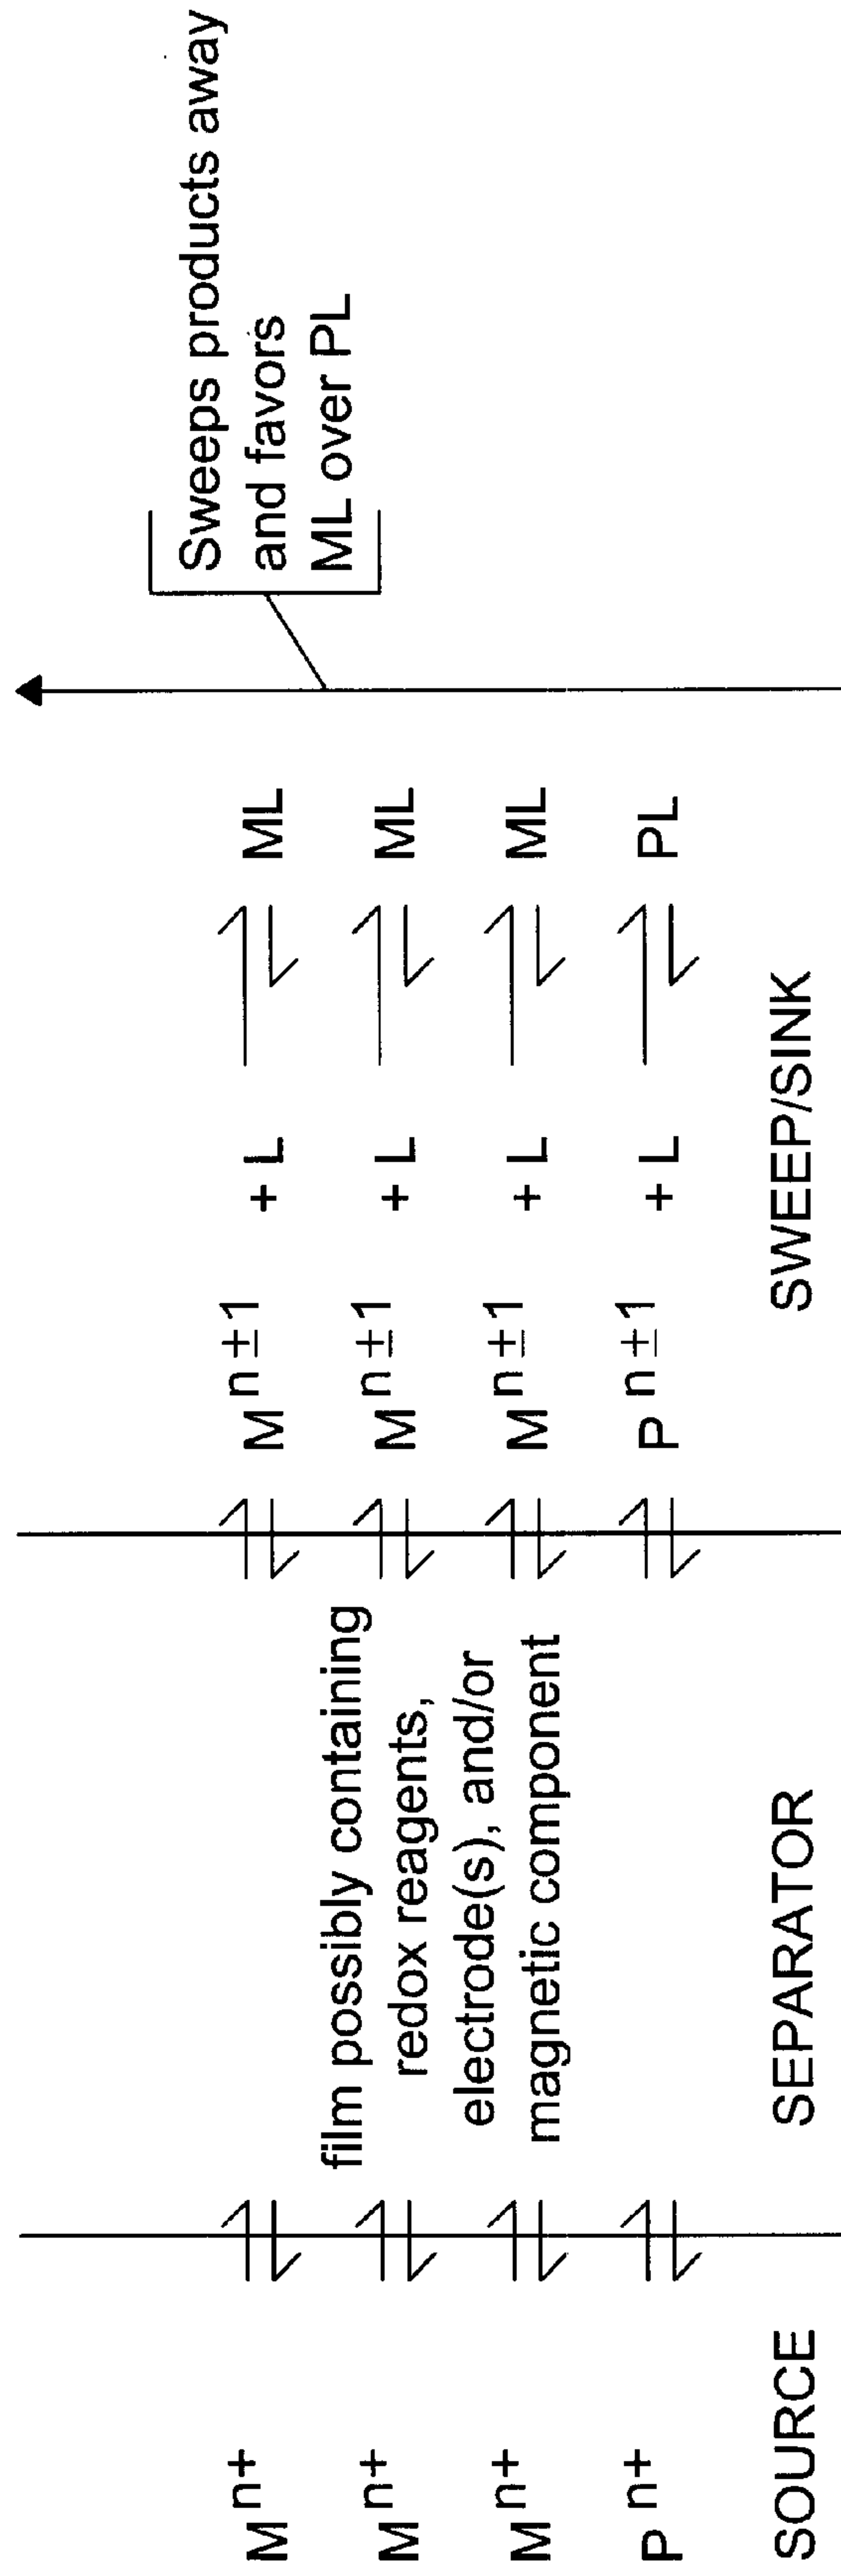 Sweeps products away
and favors
ML over PL
M n+ M n±1 + L ML
M n+ film possibly containing M n±1 + L ML
redox reagents,
M n+ electrode(s), and/or M n±1 + L ML
magnetic component
P n+ P n±1 + L PL
SOURCE SEPARATOR SWEEP/SINK